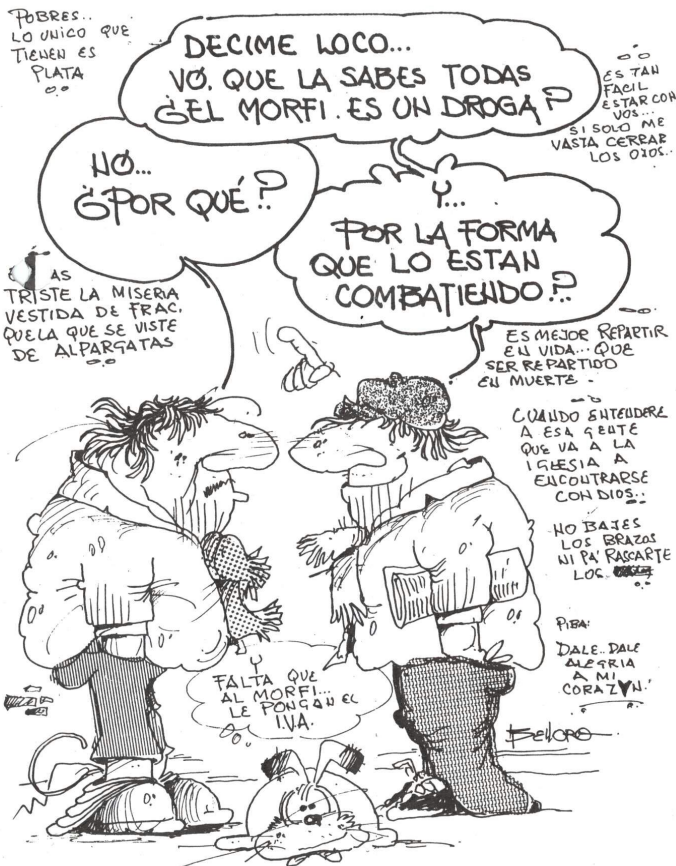 POBRES..
LO UNICO QUE
TIENEN ES
PLATA
DECIME LOCO...
VO. QUE LA SABES TODAS
¿EL MORFI. ES UN DROGA?
ES TAN
FACIL
ESTAR CON
VOS...
SI SOLO ME
VASTA CERRAR
LOS OJOS..
NO...
¿POR QUÉ?
Y...
POR LA FORMA
QUE LO ESTAN
COMBATIENDO.?
AS
TRISTE LA MISERIA
VESTIDA DE FRAC,
QUELA QUE SE VISTE
DE ALPARGATAS
ES MEJOR REPARTIR
EN VIDA... QUE
SER REPARTIDO
EN MUERTE.
CUANDO ENTENDERE
A ESA GENTE
QUE VA A LA
IGLESIA A
ENCONTRARSE
CON DIOS..
NO BAJES
LOS BRAZOS
NI PA' RASCARTE
LOS
PIBA:
DALE.. DALE
ALEGRIA
A MI
CORAZON.
Y
FALTA QUE
AL MORFI...
LE PONGAN EL
I.V.A.